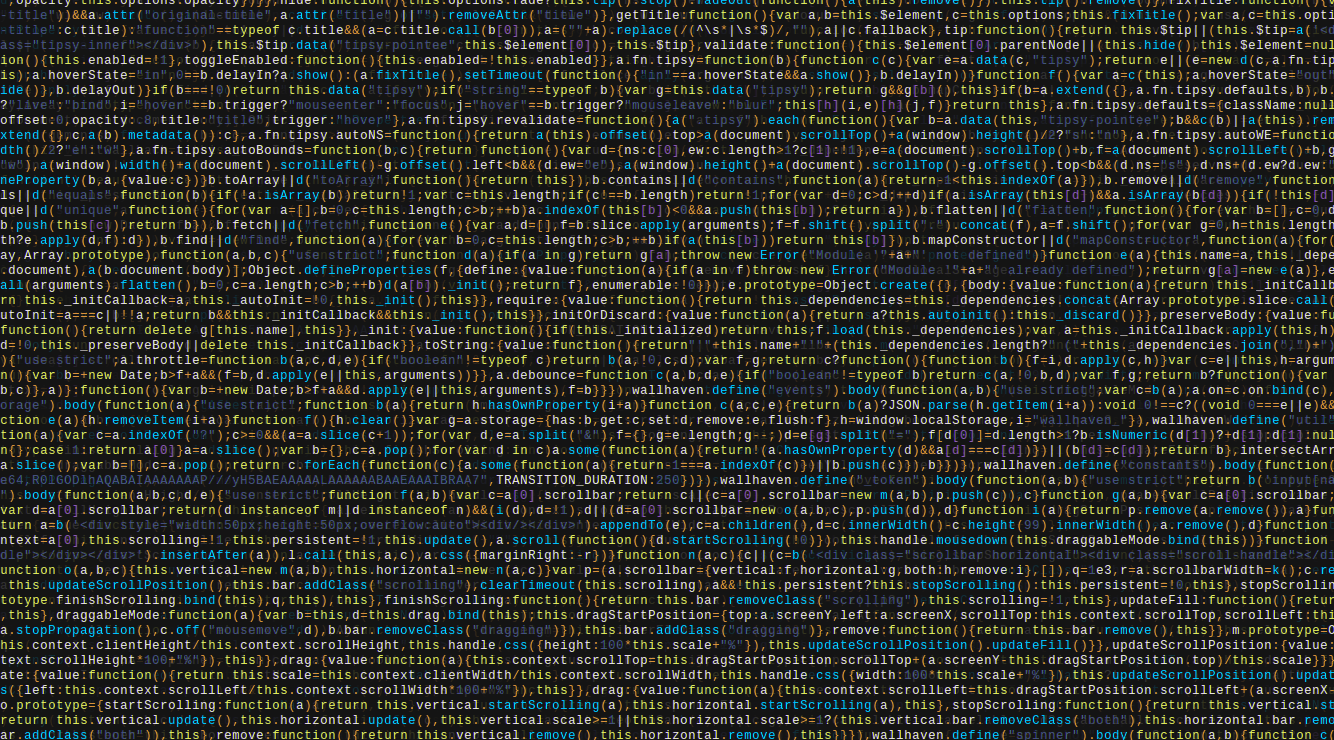 -title"))&&a.attr("original-title",a.attr("title")||"").removeAttr("title")},getTitle:function(){var a,b=this.$element,c=this.options;this.fixTitle();var a,c=this.opti
-title":c.title):"function"==typeof c.title&&(a=c.title.call(b[0])),a=(""+a).replace(/(^\s*|\s*$)/,""),a||c.fallback},tip:function(){return this.$tip||(this.$tip=a(
ass="tipsy-inner"></div>"),this.$tip.data("tipsy-pointee",this.$element[0])),this.$tip},validate:function(){this.$element[0].parentNode||(this.hide(),this.$element=
ion(){this.enabled=!1},toggleEnabled:function(){this.enabled=!this.enabled}},a.fn.tipsy=function(b){function c(c){var e=a.data(c,"tipsy");return e||(e=new d(c,a.fn.tip
is);a.hoverState="in",0==b.delayIn?a.show():(a.fixTitle(),setTimeout(function(){"in"==a.hoverState&&a.show()},b.delayIn))}function f(){var a=c(this);a.hoverState="out"
ide()},b.delayOut)}if(b===!0)return this.data("tipsy");if("string"==typeof b){var g=this.data("tipsy");return g&&g[b](),this}if(b=a.extend({},a.fn.tipsy.defaults,b),b)
?"live":"bind",i="hover"==b.trigger?"mouseenter":"focus",j="hover"==b.trigger?"mouseleave":"blur";this[h](i,e)[h](j,f)}return this},a.fn.tipsy.defaults={className:null
offset:0,opacity:.8,title:"title",trigger:"hover"},a.fn.tipsy.revalidate=function(){a(".tipsy").each(function(){var b=a.data(this,"tipsy-pointee");b&&c(b)||a(this).rem
xtend({},c,a(b).metadata()):c},a.fn.tipsy.autoNS=function(){return a(this).offset().top>a(document).scrollTop()+a(window).height()/2?"s":"n"},a.fn.tipsy.autoWE=function
dth()/2?"e":"w"},a.fn.tipsy.autoBounds=function(b,c){return function(){var d={ns:c[0],ew:c.length>1?c[1]:!1},e=a(document).scrollTop()+b,f=a(document).scrollLeft()+b,g
"w"),a(window).width()+a(document).scrollLeft()-g.offset().left<b&&(d.ew="e"),a(window).height()+a(document).scrollTop()-g.offset().top<b&&(d.ns="s"),d.ns+(d.ew?d.ew:"
neProperty(b,a,{value:c})}b.toArray||d("toArray",function(){return this}),b.contains||d("contains",function(a){return-1<this.indexOf(a)}),b.remove||d("remove",function
ls||d("equals",function(b){if(!a.isArray(b))return!1;var c=this.length;if(c!==b.length)return!1;for(var d=0;c>d;++d)if(a.isArray(this[d])&&a.isArray(b[d])){if(!this[d]
que||d("unique",function(){for(var a=[],b=0,c=this.length;c>b;++b)a.indexOf(this[b])<0&&a.push(this[b]);return a}),b.flatten||d("flatten",function(){for(var b=[],c=0,d
b.push(this[c]);return b}),b.fetch||d("fetch",function e(){var a,d=[],f=b.slice.apply(arguments);f=f.shift().split(":").concat(f),a=f.shift();for(var g=0,h=this.length
th?e.apply(d,f):d}),b.find||d("find",function(a){for(var b=0,c=this.length;c>b;++b)if(a(this[b]))return this[b]}),b.mapConstructor||d("mapConstructor",function(a){for(
ay,Array.prototype),function(a,b,c){"use strict";function d(a){if(a in g)return g[a];throw new Error("Module '"+a+"' not defined")}function e(a){this.name=a,this._depe
.document),a(b.document.body)];Object.defineProperties(f,{define:{value:function(a){if(a in f)throw new Error("Module '"+a+"' already defined");return g[a]=new e(a)},e
all(arguments).flatten(),b=0,c=a.length;c>b;++b)d(a[b])._init();return f},enumerable:!0}}),e.prototype=Object.create({},{body:{value:function(a){return this._initCallb
rn this._initCallback=a,this._autoInit=!0,this._init(),this}},require:{value:function(){return this._dependencies=this._dependencies.concat(Array.prototype.slice.call(
utoInit=a===c||!!a;return b&&this._initCallback&&this._init(),this}},initOrDiscard:{value:function(a){return a?this.autoinit():this._discard()}},preserveBody:{value:fu
function(){return delete g[this.name],this}},_init:{value:function(){if(this._initialized)return this;f.load(this._dependencies);var a=this._initCallback.apply(this,h)
d=!0,this._preserveBody||delete this._initCallback}},toString:{value:function(){return"'"+this.name+"'"+(this._dependencies.length?" ("+this._dependencies.join(",")+")
){"use strict";a.throttle=function b(a,c,d,e){if("boolean"!=typeof c)return b(a,!0,c,d);var f,g;return c?function(){function b(){f=i,d.apply(c,h)}var c=e||this,h=argum
n(){var b=+new Date;b>f+a&&(f=b,d.apply(e||this,arguments))}},a.debounce=function c(a,b,d,e){if("boolean"!=typeof b)return c(a,!0,b,d);var f,g;return b?function(){func
b,c)},a)}:function(){var b=+new Date;b>f+a&&d.apply(e||this,arguments),f=b}}}),wallhaven.define("events").body(function(a,b){"use strict";var c=b(a);a.on=c.on.bind(c),
orage").body(function(a){"use strict";function b(a){return h.hasOwnProperty(i+a)}function c(a,c,e){return b(a)?JSON.parse(h.getItem(i+a)):void 0!==c?((void 0===e||e)&&
ction e(a){h.removeItem(i+a)}function f(){h.clear()}var g=a.storage={has:b,get:c,set:d,remove:e,flush:f},h=window.localStorage,i="wallhaven_"}),wallhaven.define("util"
tion(a){var c=a.indexOf("?");c>=0&&(a=a.slice(c+1));for(var d,e=a.split("&"),f={},g=e.length;g--;)d=e[g].split("="),f[d[0]]=d.length>1?b.isNumeric(d[1])?+d[1]:d[1]:nul
n{};case 1:return a[0]}a=a.slice();var b={},c=a.pop();for(var d in c)a.some(function(a){return!(a.hasOwnProperty(d)&&a[d]===c[d])})||(b[d]=c[d]);return b},intersectArr
a.slice();var b=[],c=a.pop();return c.forEach(function(c){a.some(function(a){return-1===a.indexOf(c)})||b.push(c)}),b}})}),wallhaven.define("constants").body(function(
TRANSITION_DURATION:250})}),wallhaven.define("_token").body(function(a,b){"use strict";return b(
").body(function(a,b,c,d,e){"use strict";function f(a,b){var c=a[0].scrollbar;return c||(c=a[0].scrollbar=new m(a,b),p.push(c)),c}function g(a,b){var c=a[0].scrollbar;
var d=a[0].scrollbar;return(d instanceof m||d instanceof n)&&(i(d),d=!1),d||(d=a[0].scrollbar=new o(a,b,c),p.push(d)),d}function i(a){return p.remove(a.remove()),a}fun
turn a=b("<div style="width:50px;height:50px;overflow:auto"><div/></div>").appendTo(e),c=a.children(),d=c.innerWidth()-c.height(99).innerWidth(),a.remove(),d}function
ntext=a[0],this.scrolling=!1,this.persistent=!1,this.update(),a.scroll(function(){d.startScrolling(!0)}),this.handle.mousedown(this.draggableMode.bind(this))}function
dle"></div></div>").insertAfter(a)),l.call(this,a,c),a.css({marginRight:-r})}function n(a,c){c||(c=b("<div class="scrollbar horizontal"><div class="scroll-handle"></di
unction o(a,b,c){this.vertical=new m(a,b),this.horizontal=new n(a,c)}var p=(a.scrollbar={vertical:f,horizontal:g,both:h,remove:i},[]),q=1e3,r=a.scrollbarWidth=k();c.re
=this.updateScrollPosition(),this.bar.addClass("scrolling"),clearTimeout(this.scrolling),a&&!this.persistent?this.stopScrolling():this.persistent=!0,this},stopScrollin
totype.finishScrolling.bind(this),q,this),this},finishScrolling:function(){return this.bar.removeClass("scrolling"),this.scrolling=!1,this},updateFill:function(){retur
,this},draggableMode:function(a){var b=this,d=this.drag.bind(this);this.dragStartPosition={top:a.screenY,left:a.screenX,scrollTop:this.context.scrollTop,scrollLeft:thi
a.stopPropagation(),c.off("mousemove",d),b.bar.removeClass("dragging")}),this.bar.addClass("dragging")},remove:function(){return this.bar.remove(),this}},m.prototype=O
his.context.clientHeight/this.context.scrollHeight,this.handle.css({height:100*this.scale+"%"}),this.updateScrollPosition().updateFill()}},updateScrollPosition:{value:
text.scrollHeight*100+"%"}),this}},drag:{value:function(a){this.context.scrollTop=this.dragStartPosition.scrollTop+(a.screenY-this.dragStartPosition.top)/this.scale}}}
ate:{value:function(){return this.scale=this.context.clientWidth/this.context.scrollWidth,this.handle.css({width:100*this.scale+"%"}),this.updateScrollPosition().updat
s({left:this.context.scrollLeft/this.context.scrollWidth*100+"%"}),this}},drag:{value:function(a){this.context.scrollLeft=this.dragStartPosition.scrollLeft+(a.screenX-
o.prototype={startScrolling:function(a){return this.vertical.startScrolling(a),this.horizontal.startScrolling(a),this},stopScrolling:function(){return this.vertical.st
return this.vertical.update(),this.horizontal.update(),this.vertical.scale>=1||this.horizontal.scale>=1?(this.vertical.bar.removeClass("both"),this.horizontal.bar.remo
ar.addClass("both")),this},remove:function(){return this.vertical.remove(),this.horizontal.remove(),this}}}),wallhaven.define("spinner").body(function(a,b){function c(